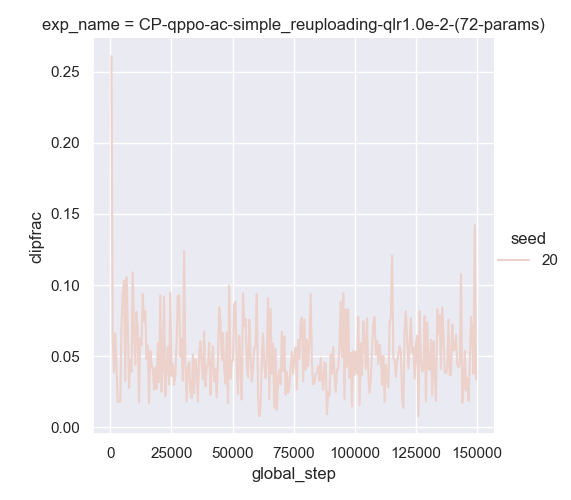 exp_name = CP-qppo-ac-simple_reuploading-qlr1.0e-2-(72-params)
0.25
0.20
0.15
0.10
0.05
0.00
clipfrac
0 25000 50000 75000 100000 125000 150000
global_step
seed
20